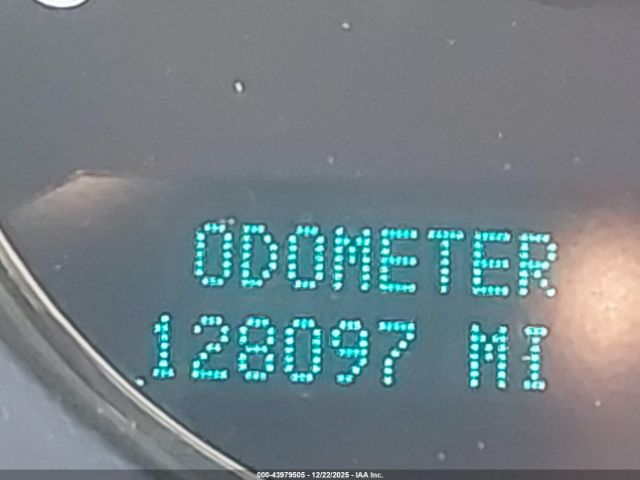 ODOMETER
128097 MI
000-43979505 - 12/22/2025 - IAA Inc.